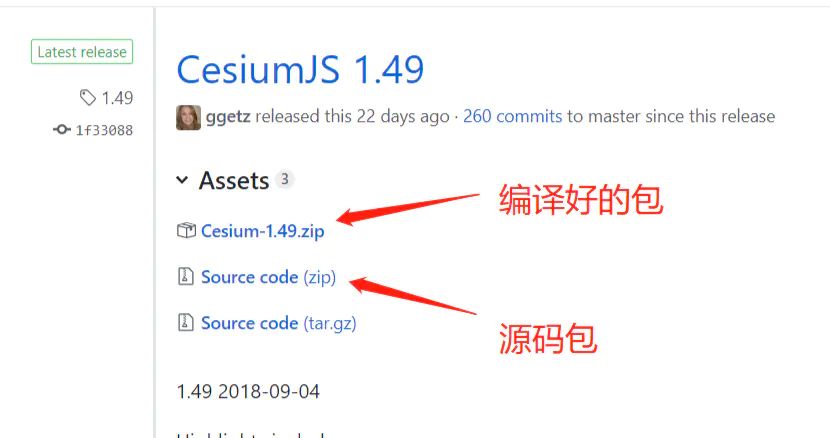 Latest release
1.49
1f33088
CesiumJS 1.49
ggetz released this 22 days ago · 260 commits to master since this release
Assets 3
Cesium-1.49.zip
编译好的包
Source code (zip)
Source code (tar.gz)
源码包
1.49 2018-09-04